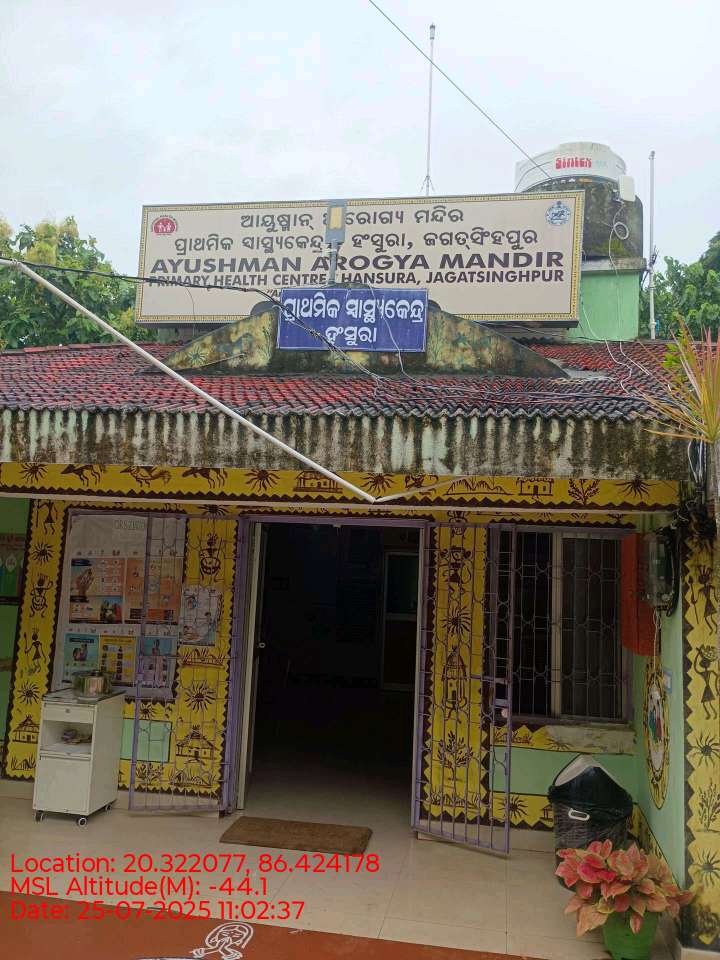 SINTEX
ଆୟୁଷ୍ମାନ୍ ଆରୋଗ୍ୟ ମନ୍ଦିର
ପ୍ରାଥମିକ ସ୍ୱାସ୍ଥ୍ୟକେନ୍ଦ୍ର, ହଂସୁରା, ଜଗତ୍‌ସିଂହପୁର
AYUSHMAN AROGYA MANDIR
PRIMARY HEALTH CENTRE, HANSURA, JAGATSINGHPUR
ପ୍ରାଥମିକ ସ୍ୱାସ୍ଥ୍ୟକେନ୍ଦ୍ର
ହଂସୁରା
Location: 20.322077, 86.424178
MSL Altitude(M): -44.1
Date: 25-07-2025 11:02:37